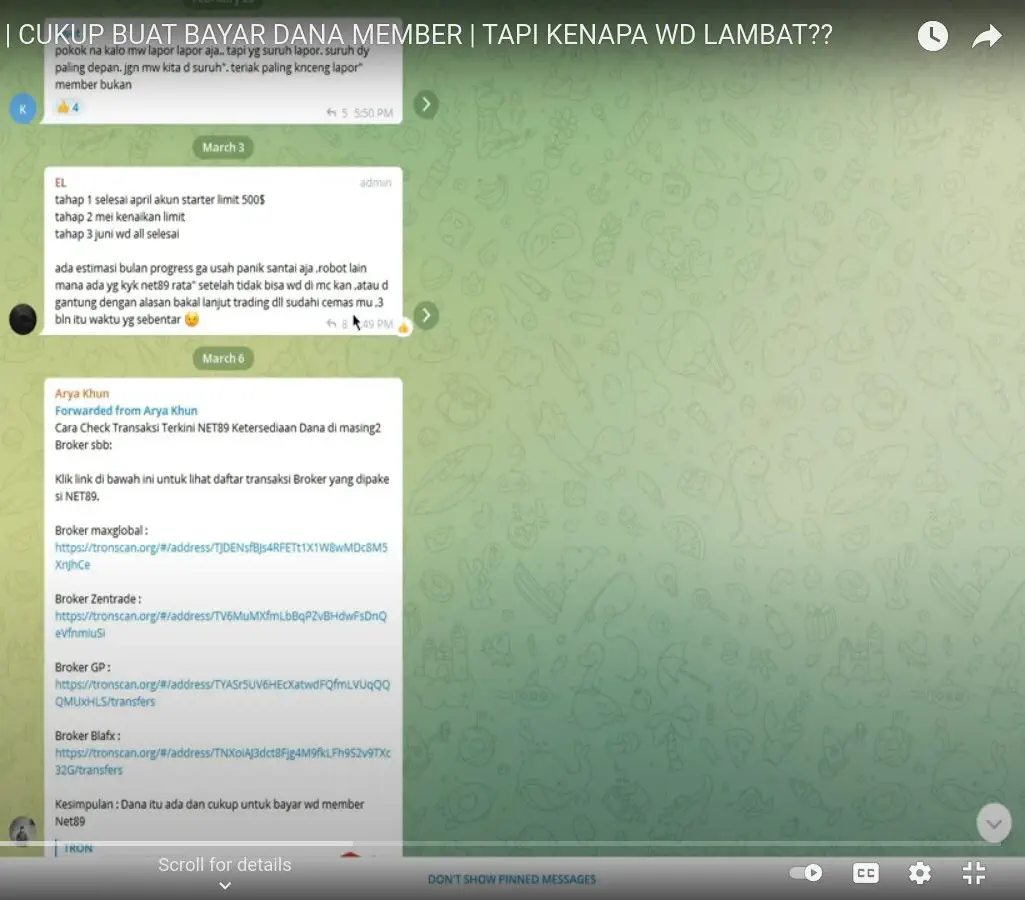 | CUKUP BUAT BAYAR DANA MEMBER | TAPI KENAPA WD LAMBAT??
pokok na kalo mw lapor lapor aja.. tapi yg suruh lapor. suruh dy
paling depan. jgn mw kita d suruh". teriak paling knceng lapor"
member bukan
K
4
5 5:50 PM
March 3
EL
admin
tahap 1 selesai april akun starter limit 500$
tahap 2 mei kenaikan limit
tahap 3 juni wd all selesai
ada estimasi bulan progress ga usah panik santai aja .robot lain
mana ada yg kyk net89 rata" setelah tidak bisa wd di mc kan .atau d
gantung dengan alasan bakal lanjut trading dll sudahi cemas mu .3
bln itu waktu yg sebentar 😉
8 :49 PM
March 6
Arya Khun
Forwarded from Arya Khun
Cara Check Transaksi Terkini NET89 Ketersediaan Dana di masing2
Broker sbb:
Klik link di bawah ini untuk lihat daftar transaksi Broker yang dipake
si NET89.
Broker maxglobal :
https://tronscan.org/#/address/TJDENsfBJs4RFETt1X1W8wMDc8M5
XnJhCe
Broker Zentrade :
https://tronscan.org/#/address/TV6MuMXfmLbBqPZvBHdwFsDnQ
eVfnmiuSi
Broker GP :
https://tronscan.org/#/address/TYASr5UV6HEcXatwdFQfmLVUqQQ
QMUxHLS/transfers
Broker Blafx :
https://tronscan.org/#/address/TNXoiAJ3dct8Fjg4M9fkLFh9S2v9TXc
32G/transfers
Kesimpulan : Dana itu ada dan cukup untuk bayar wd member
Net89
TRON
Scroll for details
DON'T SHOW PINNED MESSAGES
CC